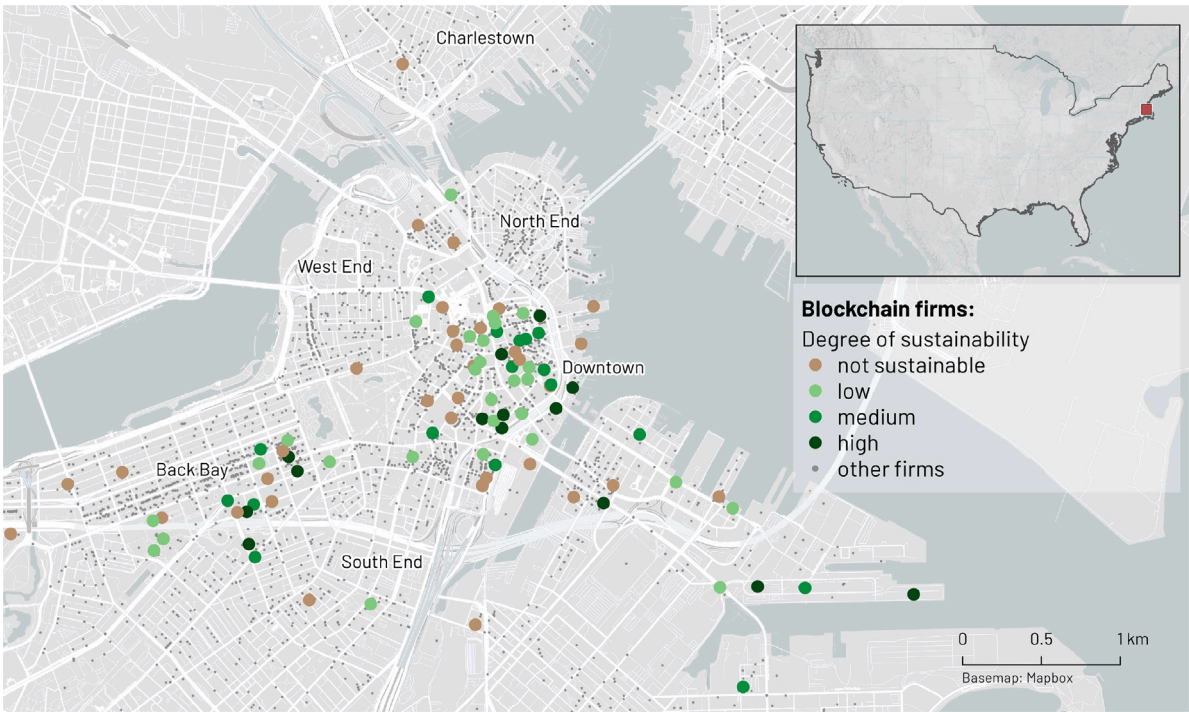 Charlestown
North End
West End
Downtown
Back Bay
South End
Blockchain firms:
Degree of sustainability
not sustainable
low
medium
high
other firms
0 0.5 1 km
Basemap: Mapbox